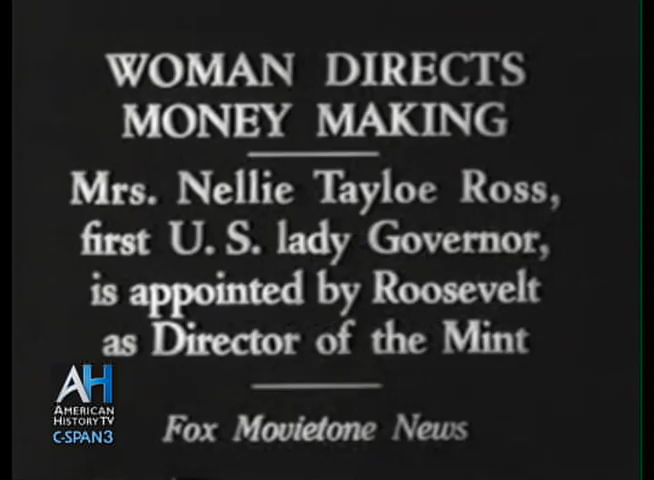 WOMAN DIRECTS
MONEY MAKING
Mrs. Nellie Tayloe Ross,
first U. S. lady Governor,
is appointed by Roosevelt
as Director of the Mint
Fox Movietone News
AH
AMERICAN
HISTORY TV
C-SPAN3